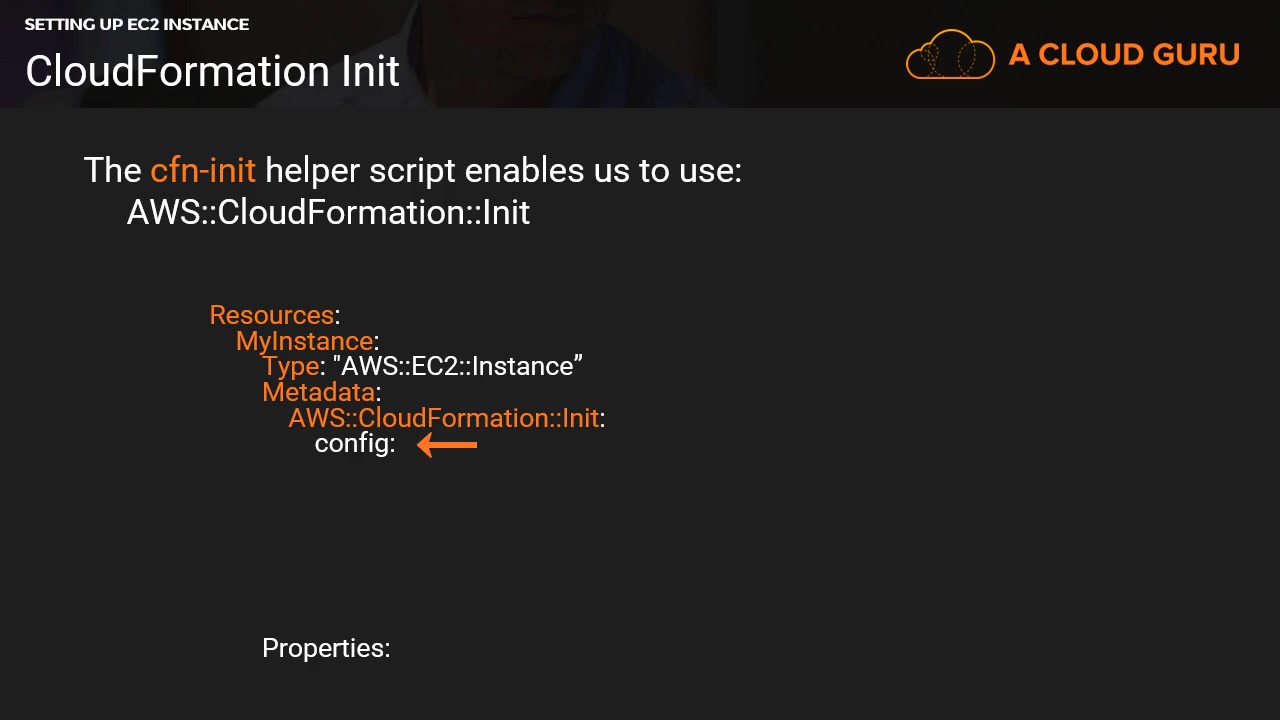 SETTING UP EC2 INSTANCE
CloudFormation Init
A CLOUD GURU
The cfn-init helper script enables us to use:
AWS::CloudFormation::Init
Resources:
MyInstance:
Type: "AWS::EC2::Instance”
Metadata:
AWS::CloudFormation::Init:
config:
Properties: